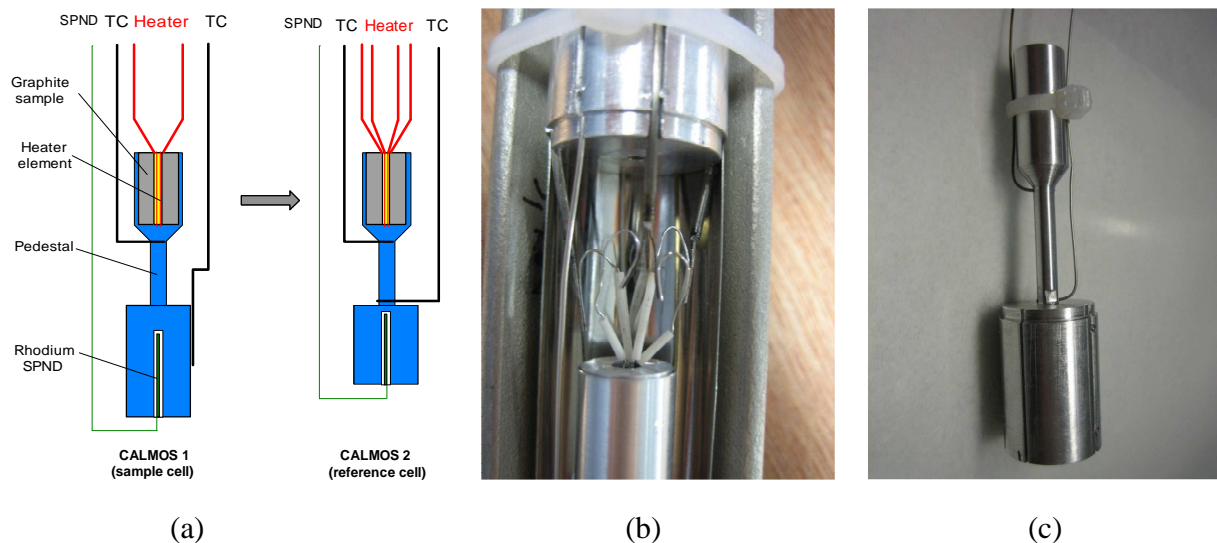 SPND TC Heater TC
SPND TC Heater TC
Graphite
sample
Heater
element
Pedestal
Rhodium
SPND
CALMOS 1
(sample cell)
CALMOS 2
(reference cell)
(a)
(b)
(c)